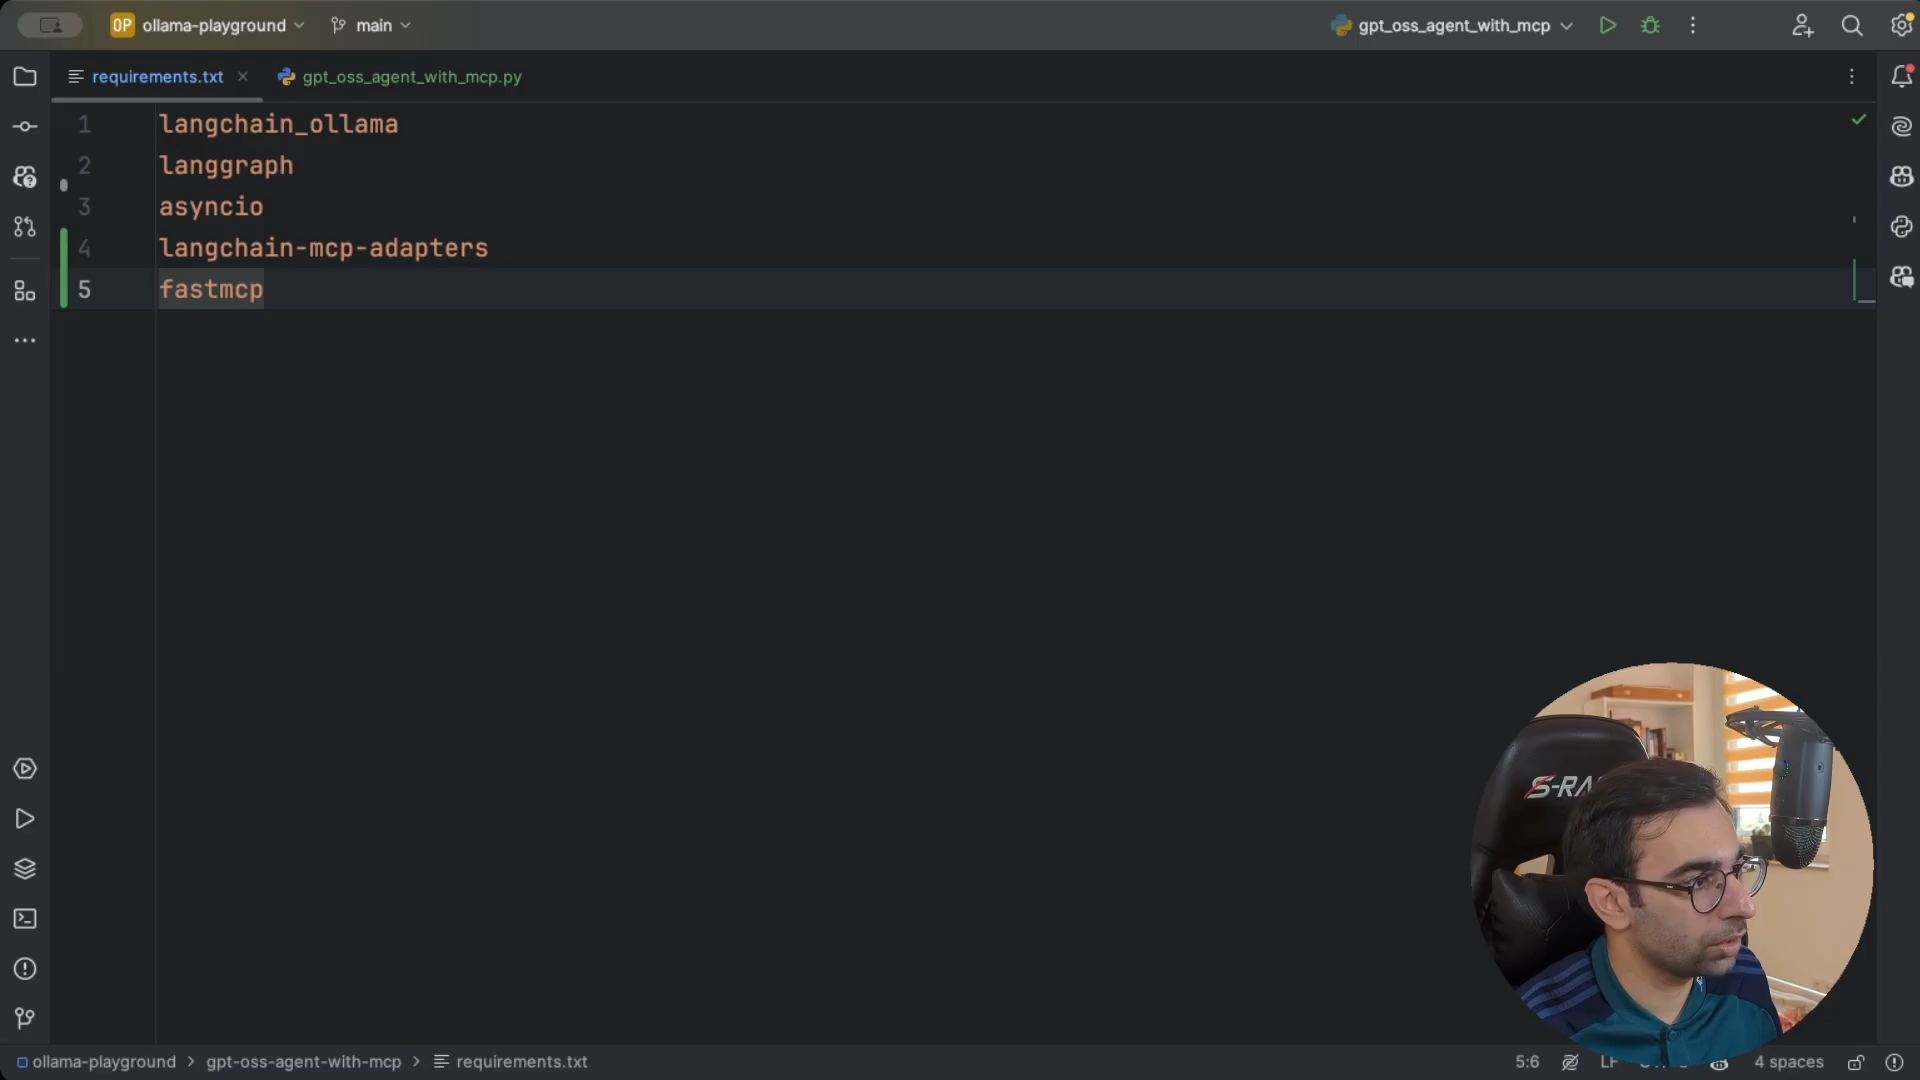 OP ollama-playground main gpt_oss_agent_with_mcp
requirements.txt gpt_oss_agent_with_mcp.py
1 langchain_ollama
2 langgraph
3 asyncio
4 langchain-mcp-adapters
5 fastmcp
ollama-playground > gpt-oss-agent-with-mcp > requirements.txt 5:6 LF 4 spaces